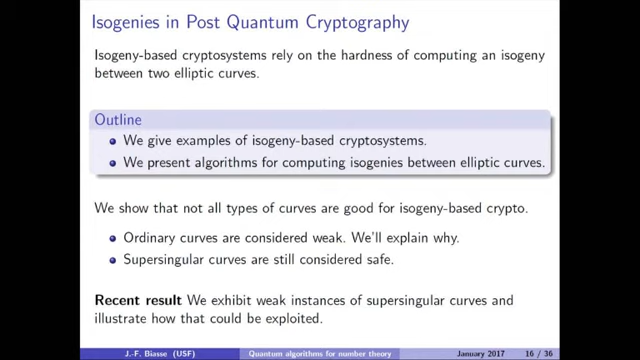 Isogenies in Post Quantum Cryptography
Isogeny-based cryptosystems rely on the hardness of computing an isogeny
between two elliptic curves.
Outline
We give examples of isogeny-based cryptosystems.
We present algorithms for computing isogenies between elliptic curves.
We show that not all types of curves are good for isogeny-based crypto.
Ordinary curves are considered weak. We'll explain why.
Supersingular curves are still considered safe.
Recent result We exhibit weak instances of supersingular curves and
illustrate how that could be exploited.
J.-F. Biasse (USF) Quantum algorithms for number theory January 2017 16 / 36